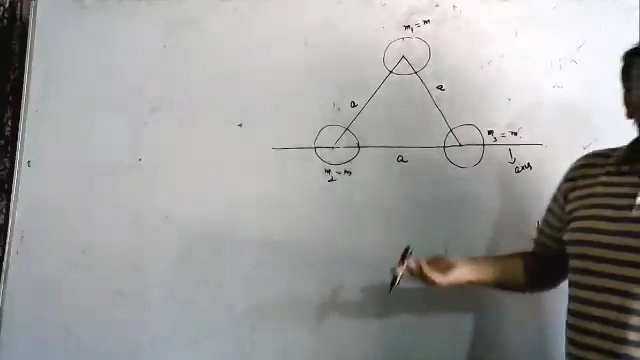 m₁ = m
a
a
m₃ = m
a
axis
m₂ = m